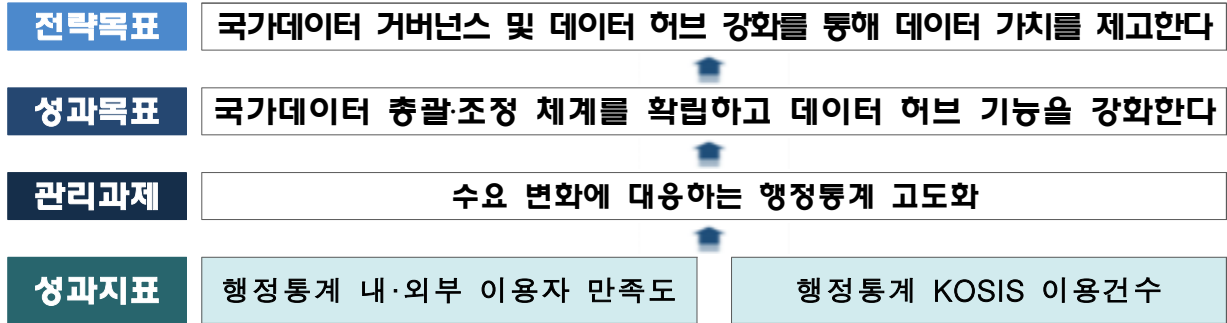 전략목표 국가데이터 거버넌스 및 데이터 허브 강화를 통해 데이터 가치를 제고한다
성과목표 국가데이터 총괄·조정 체계를 확립하고 데이터 허브 기능을 강화한다
관리과제 수요 변화에 대응하는 행정통계 고도화
성과지표 행정통계 내·외부 이용자 만족도 행정통계 KOSIS 이용건수